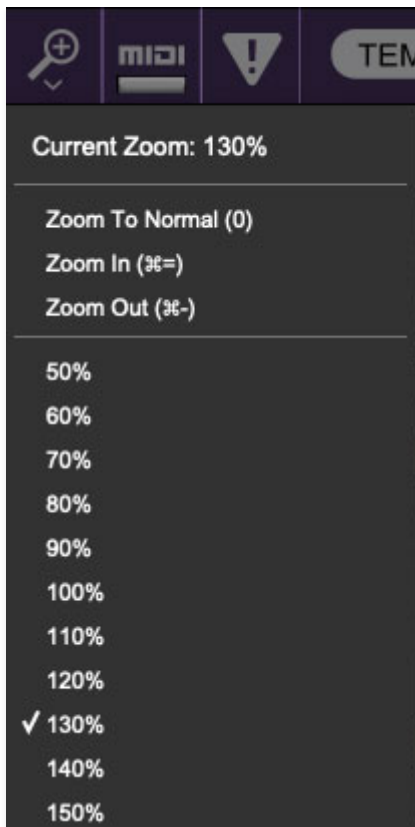 MIDI
TEM
Current Zoom: 130%
Zoom To Normal (0)
Zoom In (⌘=)
Zoom Out (⌘-)
50%
60%
70%
80%
90%
100%
110%
120%
✓ 130%
140%
150%